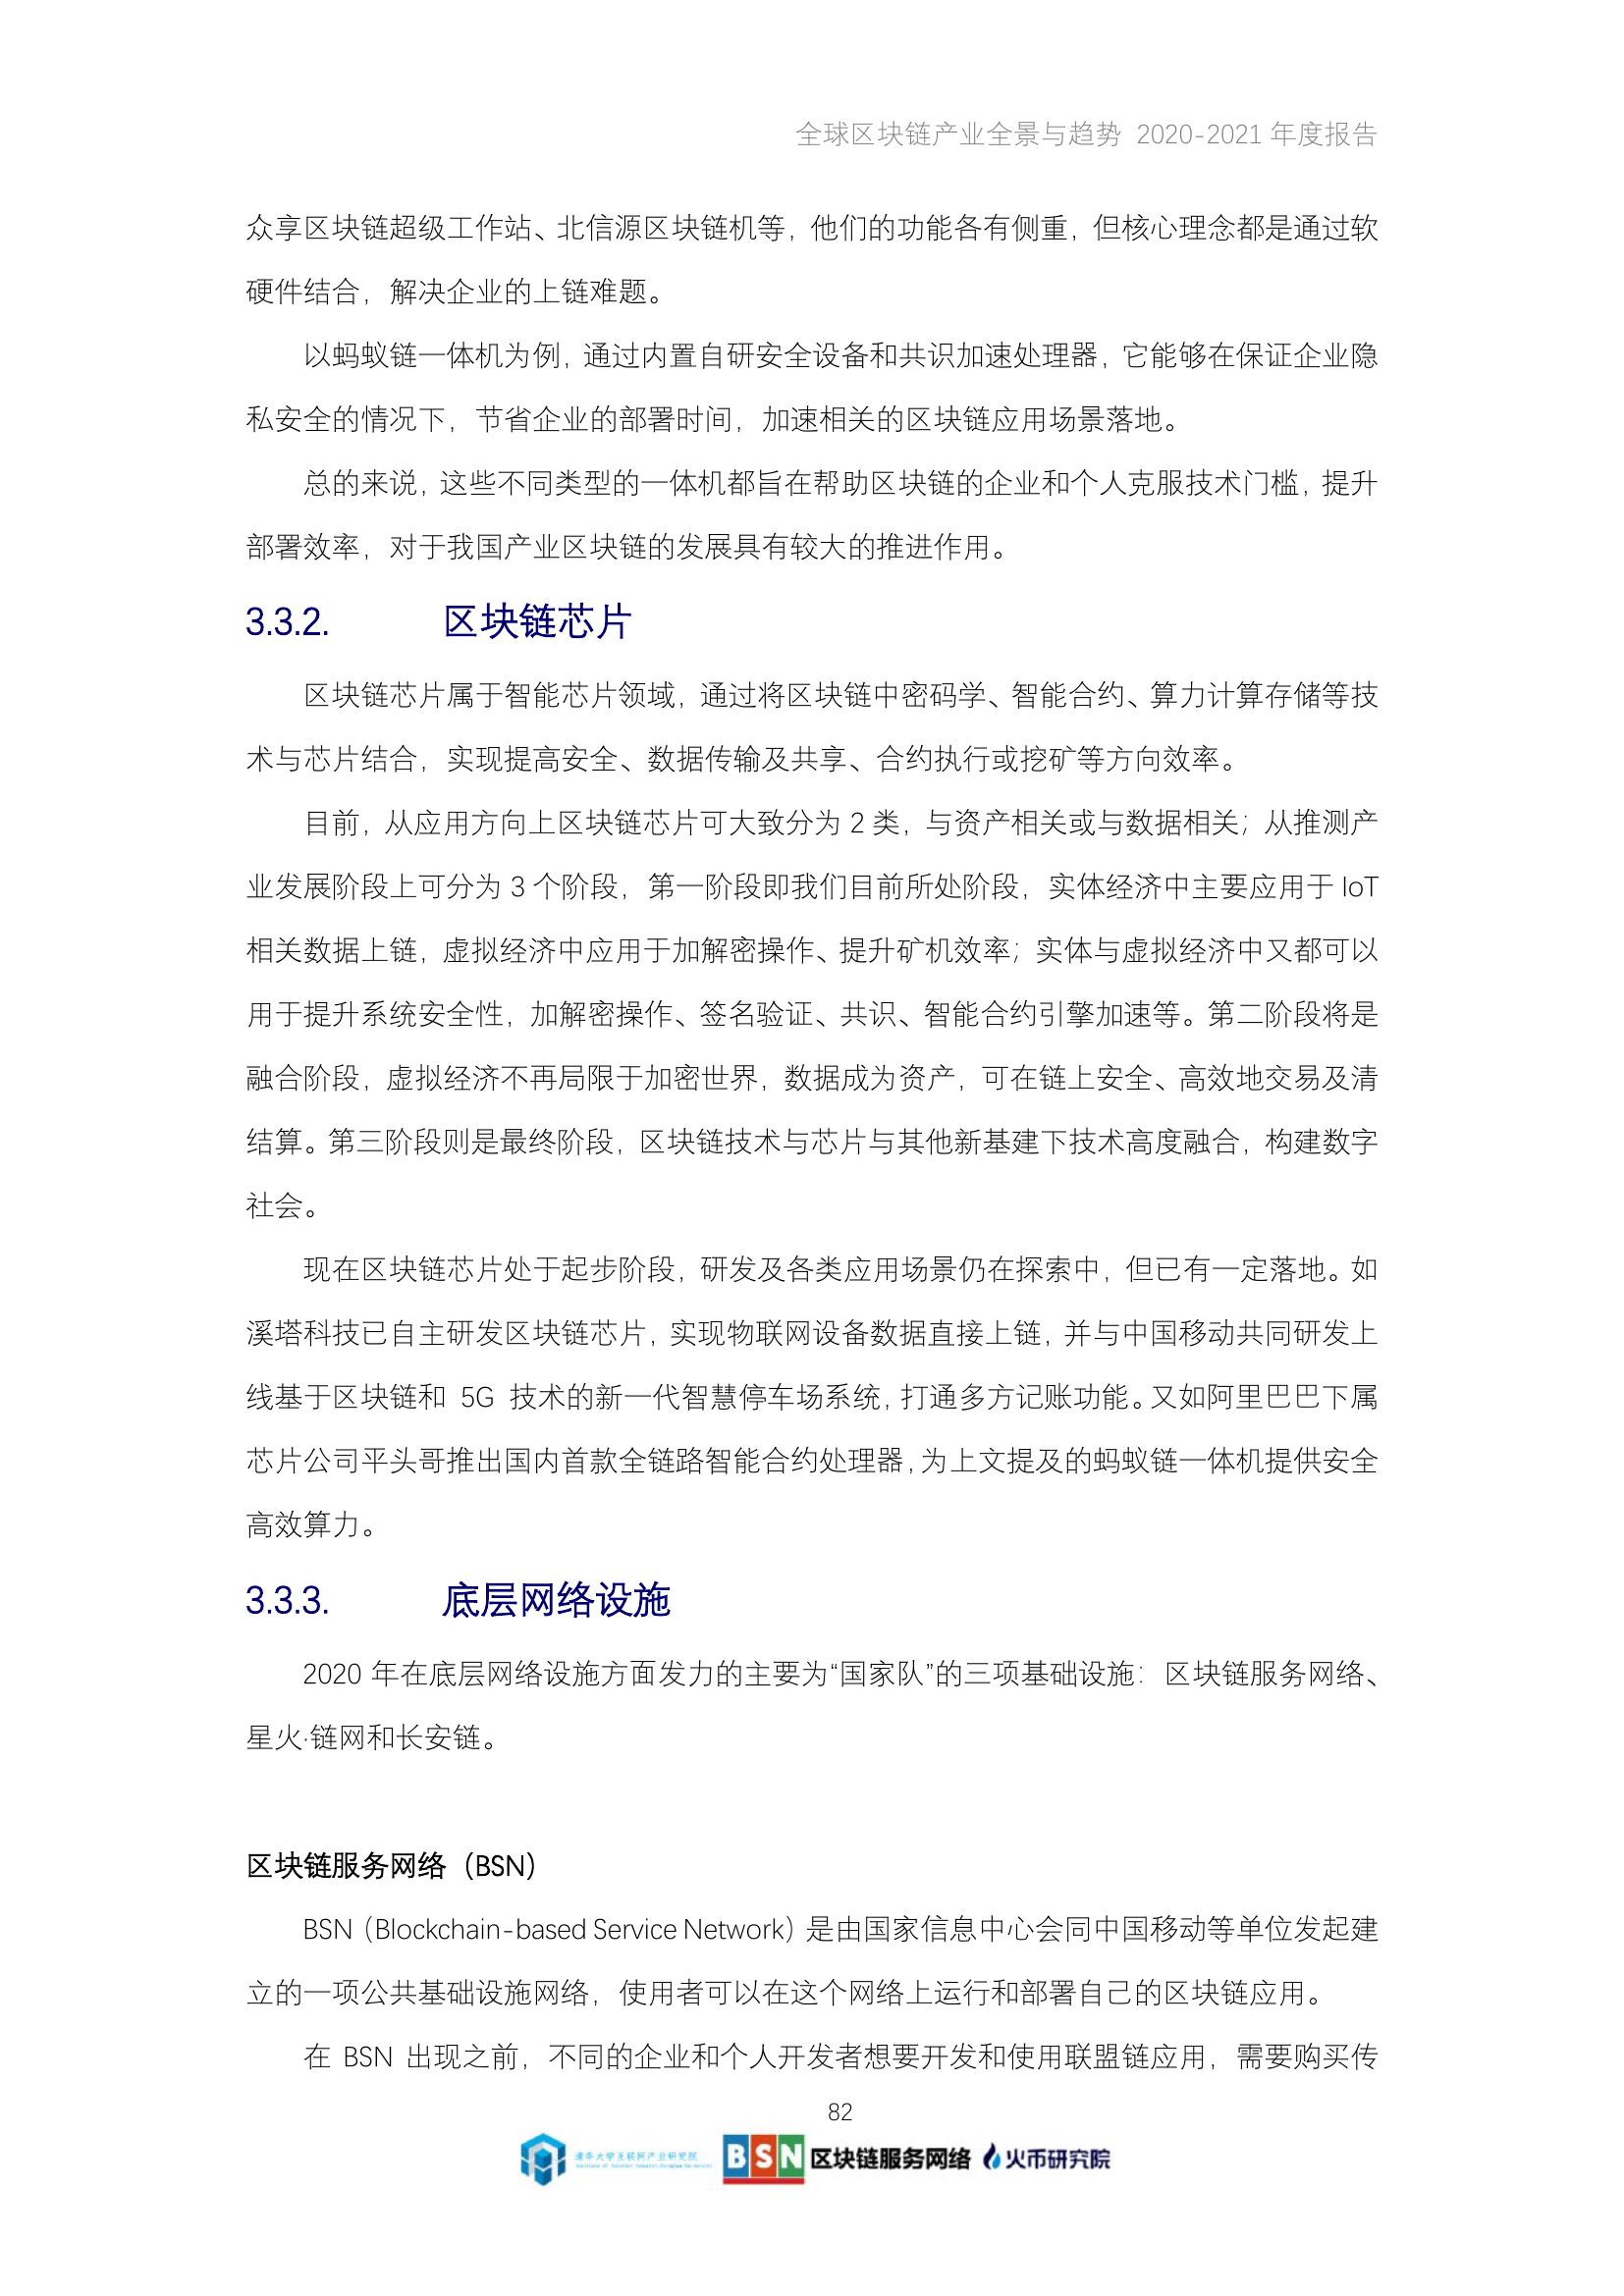 全球区块链产业全景与趋势 2020-2021 年度报告
众享区块链超级工作站、北信源区块链机等，他们的功能各有侧重，但核心理念都是通过软
硬件结合，解决企业的上链难题。
以蚂蚁链一体机为例，通过内置自研安全设备和共识加速处理器，它能够在保证企业隐
私安全的情况下，节省企业的部署时间，加速相关的区块链应用场景落地。
总的来说，这些不同类型的一体机都旨在帮助区块链的企业和个人克服技术门槛，提升
部署效率，对于我国产业区块链的发展具有较大的推进作用。
3.3.2. 区块链芯片
区块链芯片属于智能芯片领域，通过将区块链中密码学、智能合约、算力计算存储等技
术与芯片结合，实现提高安全、数据传输及共享、合约执行或挖矿等方向效率。
目前，从应用方向上区块链芯片可大致分为 2 类，与资产相关或与数据相关；从推测产
业发展阶段上可分为 3 个阶段，第一阶段即我们目前所处阶段，实体经济中主要应用于 IoT
相关数据上链，虚拟经济中应用于加解密操作、提升矿机效率；实体与虚拟经济中又都可以
用于提升系统安全性，加解密操作、签名验证、共识、智能合约引擎加速等。第二阶段将是
融合阶段，虚拟经济不再局限于加密世界，数据成为资产，可在链上安全、高效地交易及清
结算。第三阶段则是最终阶段，区块链技术与芯片与其他新基建下技术高度融合，构建数字
社会。
现在区块链芯片处于起步阶段，研发及各类应用场景仍在探索中，但已有一定落地。如
溪塔科技已自主研发区块链芯片，实现物联网设备数据直接上链，并与中国移动共同研发上
线基于区块链和 5G 技术的新一代智慧停车场系统，打通多方记账功能。又如阿里巴巴下属
芯片公司平头哥推出国内首款全链路智能合约处理器，为上文提及的蚂蚁链一体机提供安全
高效算力。
3.3.3. 底层网络设施
2020 年在底层网络设施方面发力的主要为“国家队”的三项基础设施：区块链服务网络、
星火·链网和长安链。
区块链服务网络（BSN）
BSN（Blockchain-based Service Network）是由国家信息中心会同中国移动等单位发起建
立的一项公共基础设施网络，使用者可以在这个网络上运行和部署自己的区块链应用。
在 BSN 出现之前，不同的企业和个人开发者想要开发和使用联盟链应用，需要购买传
82
清华大学互联网产业研究院 BSN 区块链服务网络 火币研究院